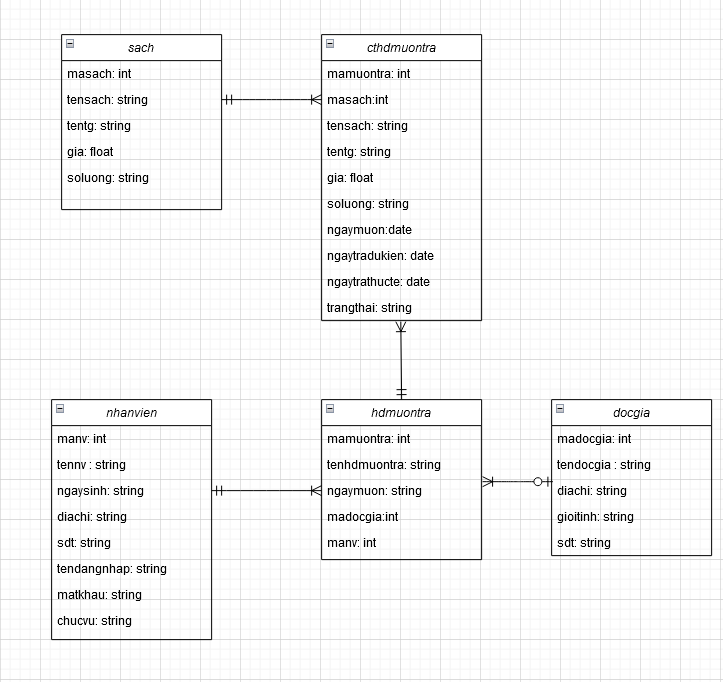 sach
masach: int
tensach: string
tentg: string
gia: float
soluong: string
cthdmuontra
mamuontra: int
masach:int
tensach: string
tentg: string
gia: float
soluong: string
ngaymuon:date
ngaytradukien: date
ngaytrathucte: date
trangthai: string
nhanvien
manv: int
tennv : string
ngaysinh: string
diachi: string
sdt: string
tendangnhap: string
matkhau: string
chucvu: string
hdmuontra
mamuontra: int
tenhdmuontra: string
ngaymuon: string
madocgia:int
manv: int
docgia
madocgia: int
tendocgia : string
diachi: string
gioitinh: string
sdt: string